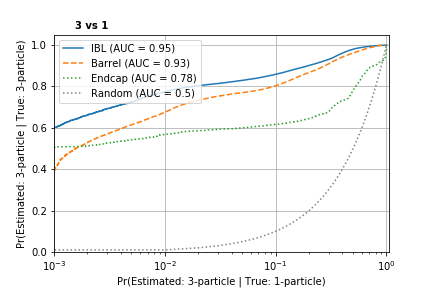 3 vs 1
Pr(Estimated: 3-particle | True: 3-particle)
1.0
0.8
0.6
0.4
0.2
0.0
IBL (AUC = 0.95)
Barrel (AUC = 0.93)
Endcap (AUC = 0.78)
Random (AUC = 0.5)
10⁻³
10⁻²
10⁻¹
10⁰
Pr(Estimated: 3-particle | True: 1-particle)